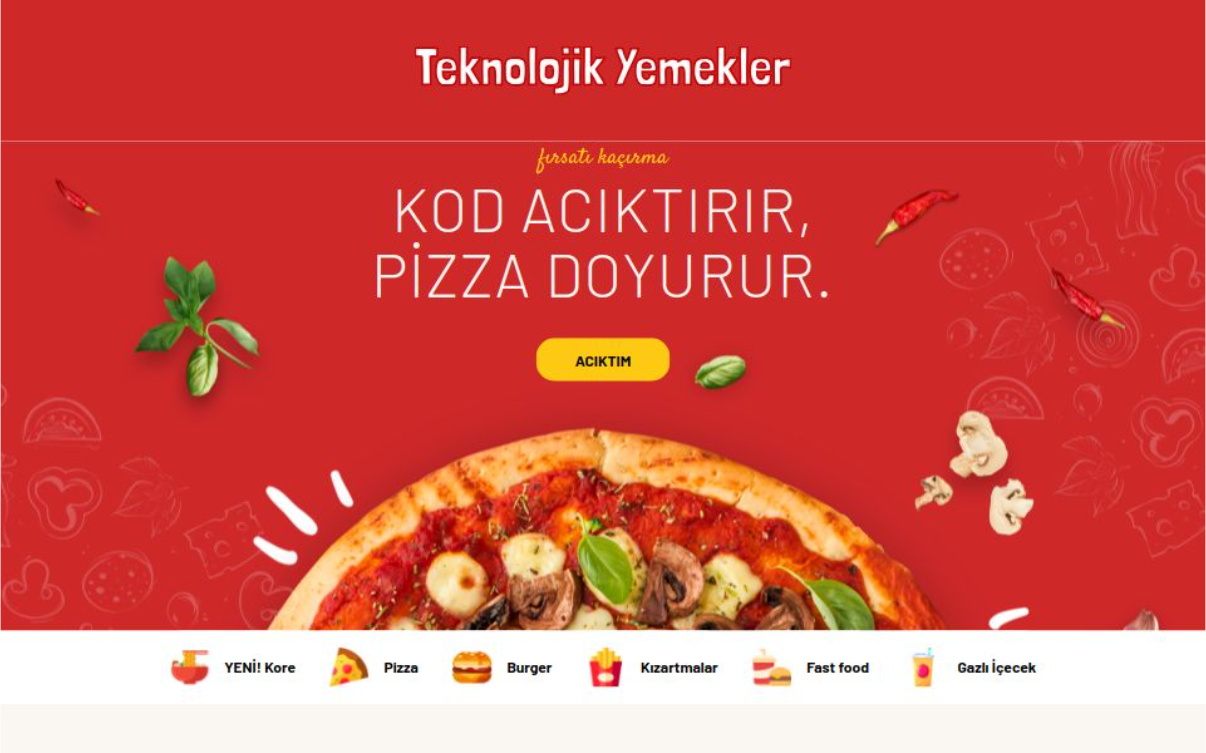 Teknolojik Yemekler
fırsatı kaçırma
KOD ACIKTIRIR,
PİZZA DOYURUR.
ACIKTIM
YENİ! Kore
Pizza
Burger
Kızartmalar
Fast food
Gazlı İçecek